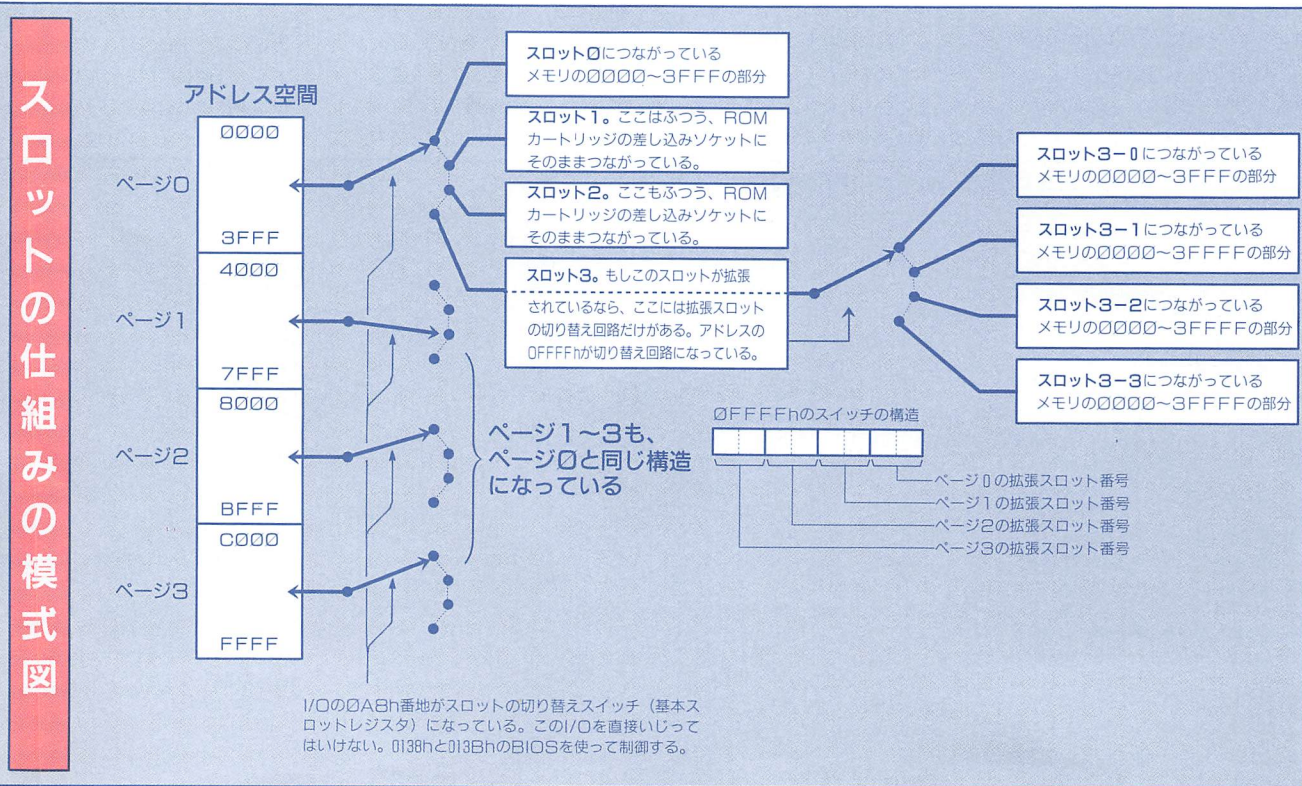 スロットの仕組みの模式図
アドレス空間
ページ0
0000
3FFF
ページ1
4000
7FFF
ページ2
8000
BFFF
ページ3
C000
FFFF
スロット0につながっている
メモリの0000〜3FFFの部分
スロット1。ここはふつう、ROM
カートリッジの差し込みソケットに
そのままつながっている。
スロット2。ここもふつう、ROM
カートリッジの差し込みソケットに
そのままつながっている。
スロット3。もしこのスロットが拡張
されているなら、ここには拡張スロット
の切り替え回路だけがある。アドレスの
0FFFFhが切り替え回路になっている。
スロット3-0につながっている
メモリの0000〜3FFFの部分
スロット3-1につながっている
メモリの0000〜3FFFFの部分
スロット3-2につながっている
メモリの0000〜3FFFFの部分
スロット3-3につながっている
メモリの0000〜3FFFFの部分
ページ1〜3も、
ページ0と同じ構造
になっている
0FFFFhのスイッチの構造
ページ0の拡張スロット番号
ページ1の拡張スロット番号
ページ2の拡張スロット番号
ページ3の拡張スロット番号
I/Oの0A8h番地がスロットの切り替えスイッチ（基本ス
ロットレジスタ）になっている。このI/Oを直接いじって
はいけない。0138hと013BhのBIOSを使って制御する。